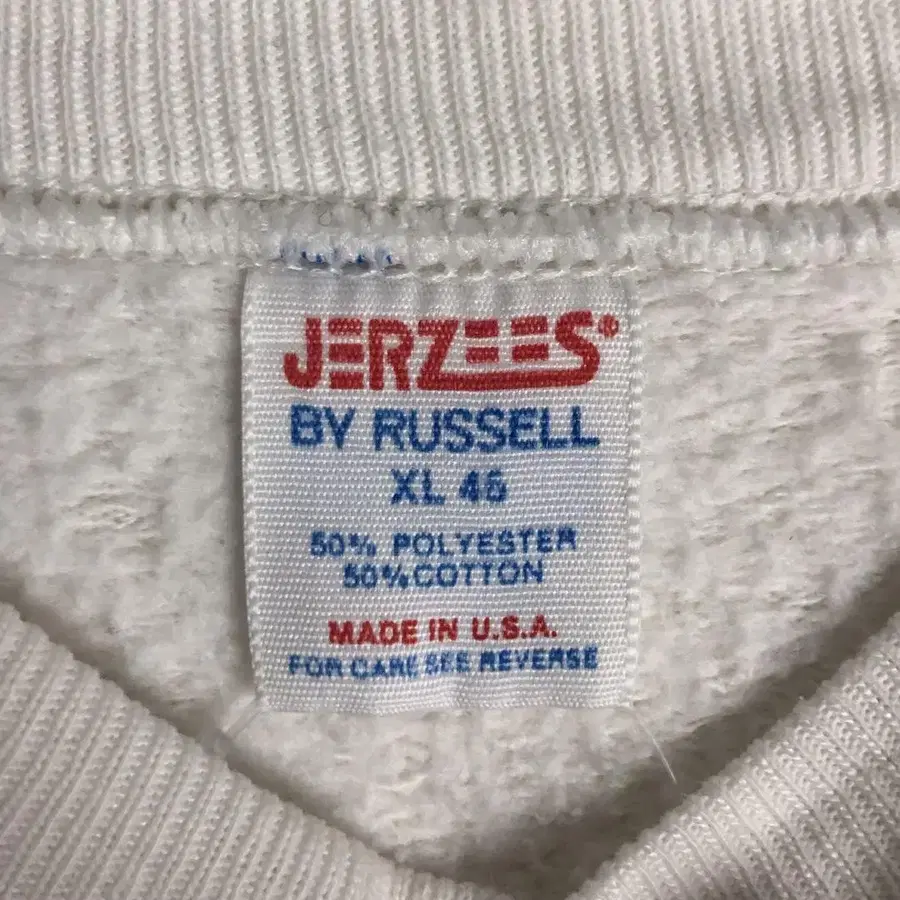 JERZEES®
BY RUSSELL
XL 46
50% POLYESTER
50% COTTON
MADE IN U.S.A.
FOR CARE SEE REVERSE